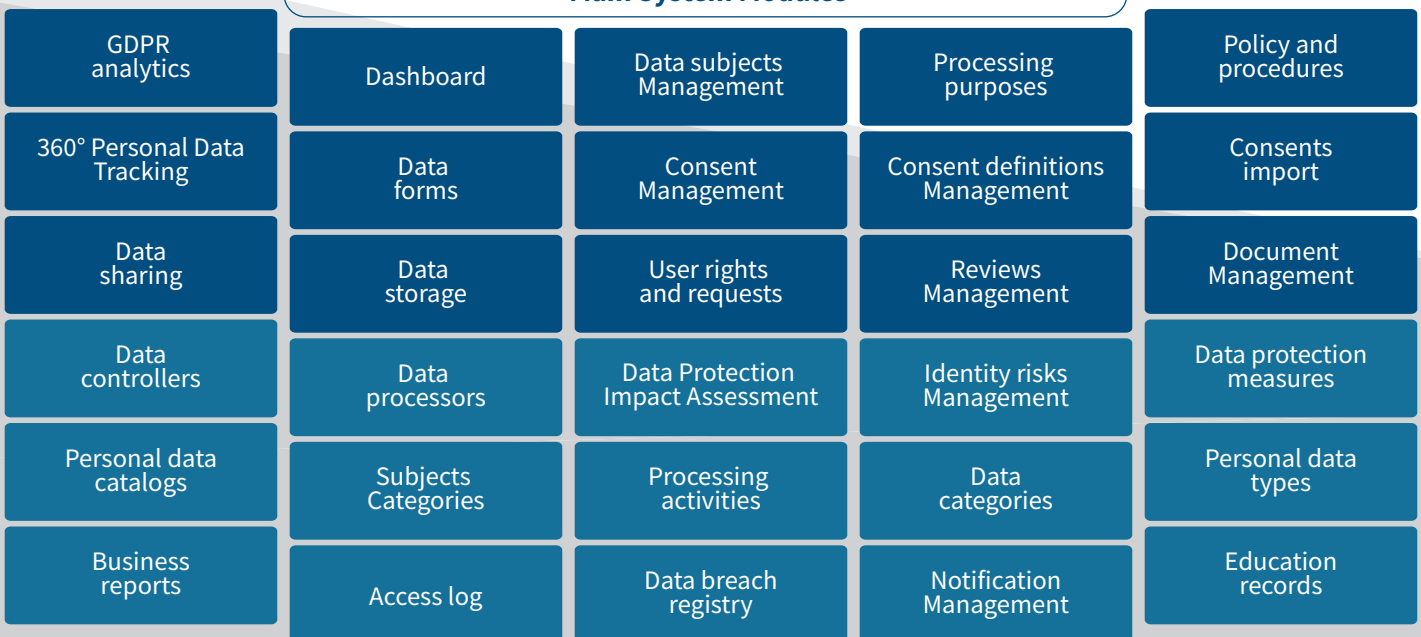 Main System Modules
GDPR
analytics
360° Personal Data
Tracking
Data
sharing
Data
controllers
Personal data
catalogs
Business
reports
Dashboard
Data
forms
Data
storage
Data
processors
Subjects
Categories
Access log
Data subjects
Management
Consent
Management
User rights
and requests
Data Protection
Impact Assessment
Processing
activities
Data breach
registry
Processing
purposes
Consent definitions
Management
Reviews
Management
Identity risks
Management
Data
categories
Notification
Management
Policy and
procedures
Consents
import
Document
Management
Data protection
measures
Personal data
types
Education
records